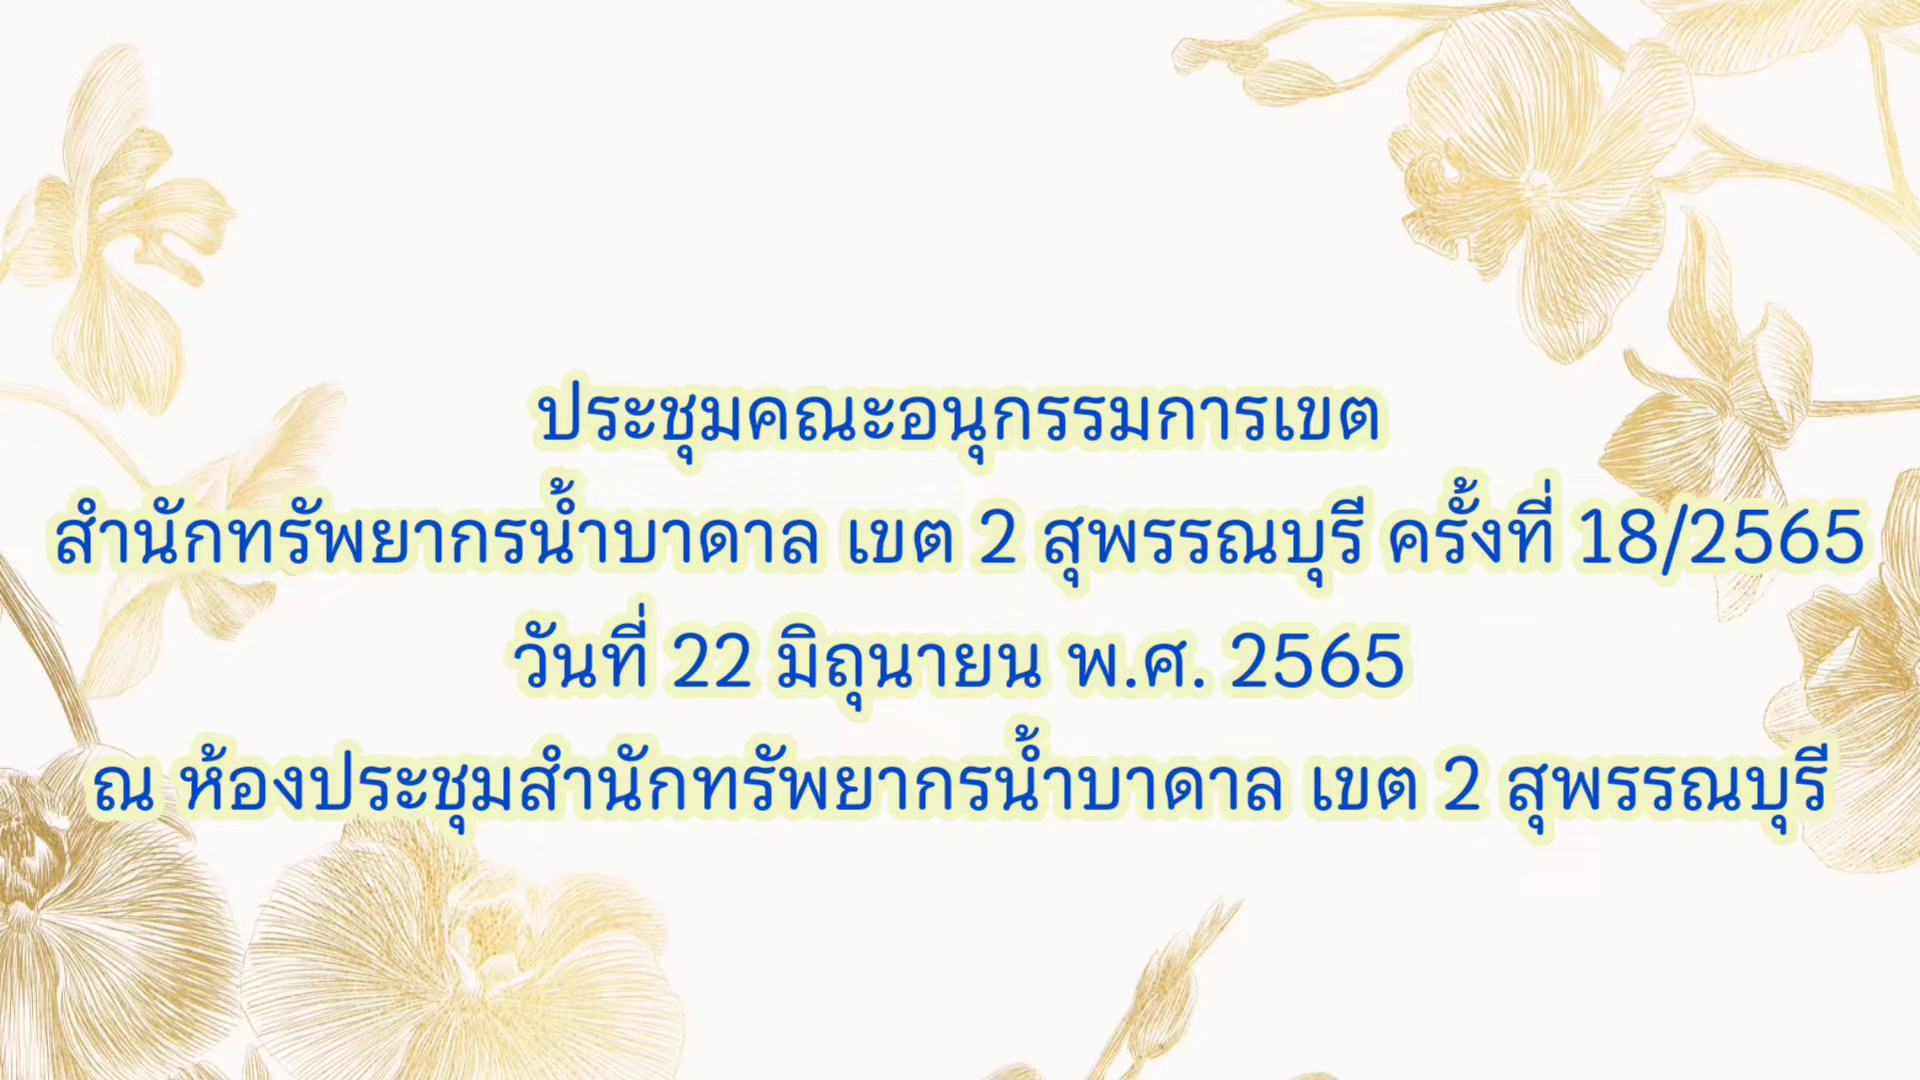 ประชุมคณะอนุกรรมการเขต
สำนักทรัพยากรน้ำบาดาล เขต 2 สุพรรณบุรี ครั้งที่ 18/2565
วันที่ 22 มิถุนายน พ.ศ. 2565
ณ ห้องประชุมสำนักทรัพยากรน้ำบาดาล เขต 2 สุพรรณบุรี